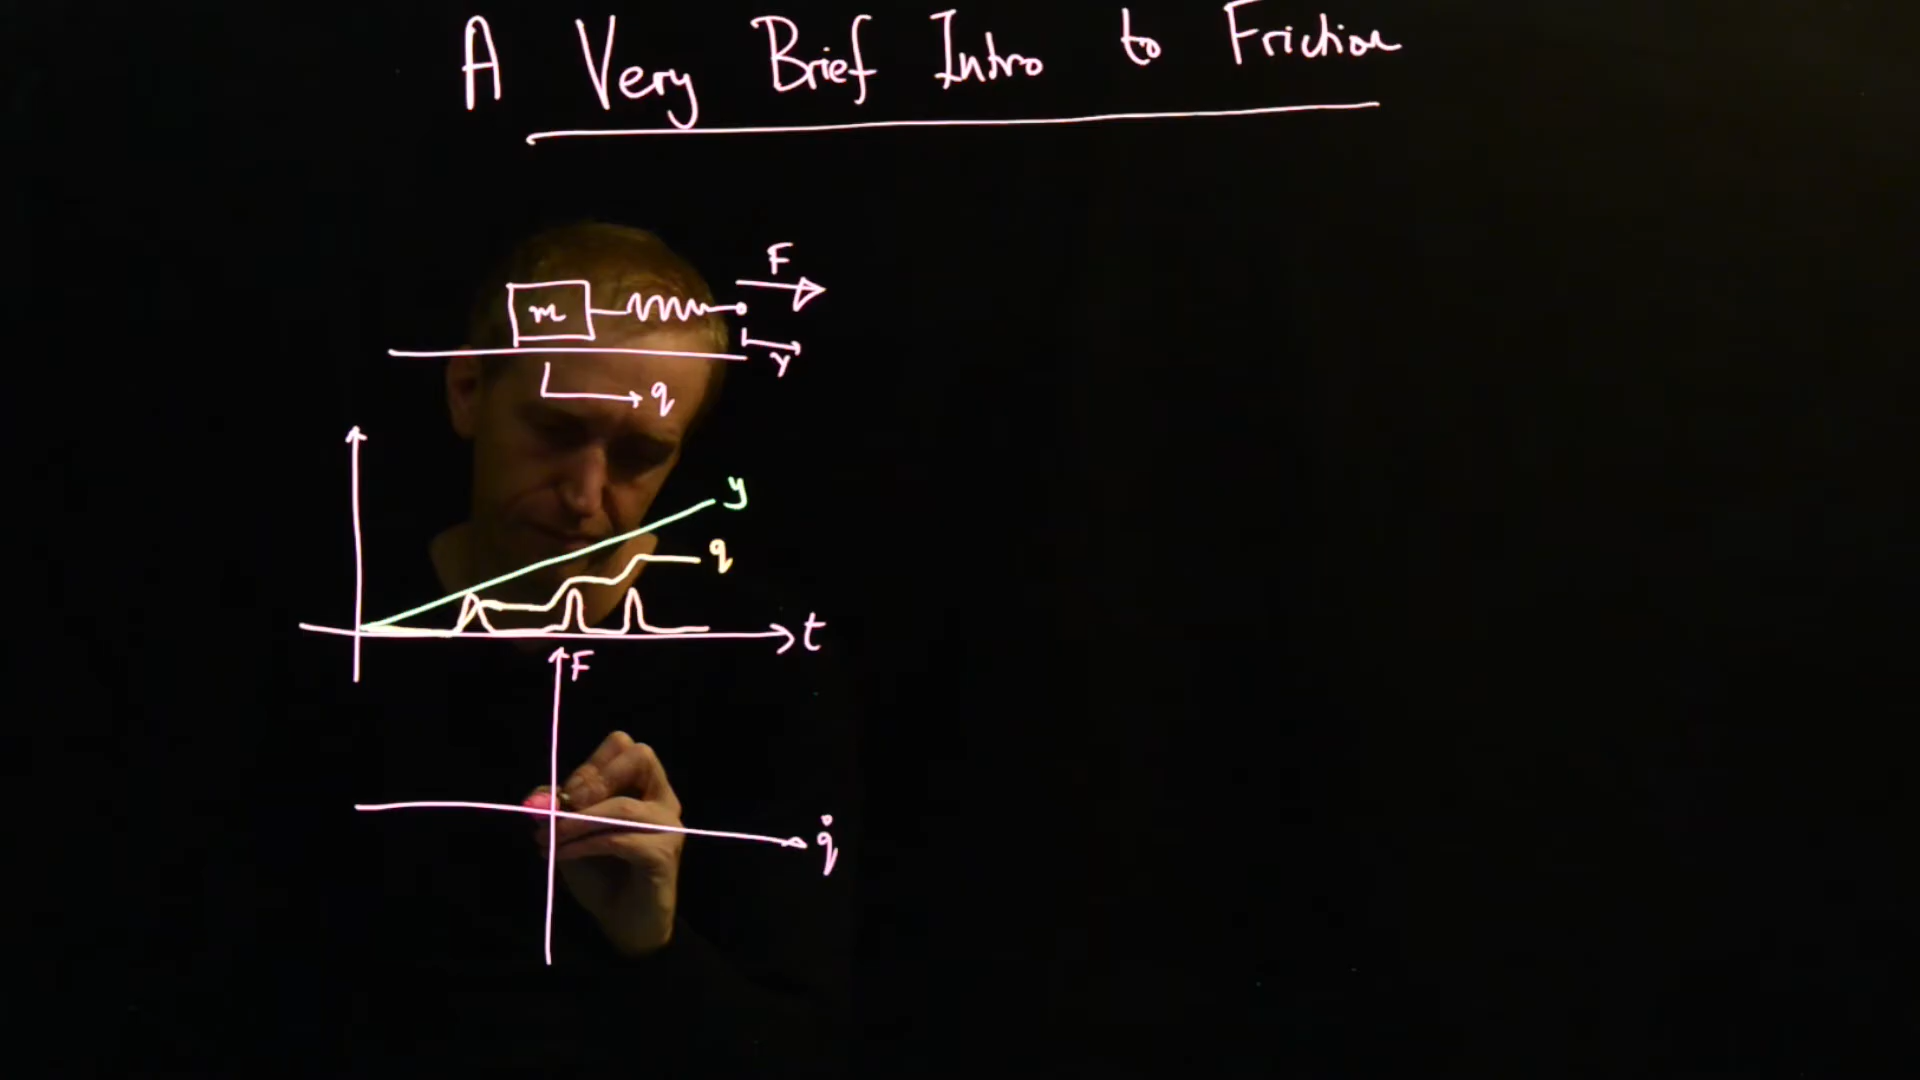 A Very Brief Intro to Friction
F
m
y
q
y
q
t
F
q̇